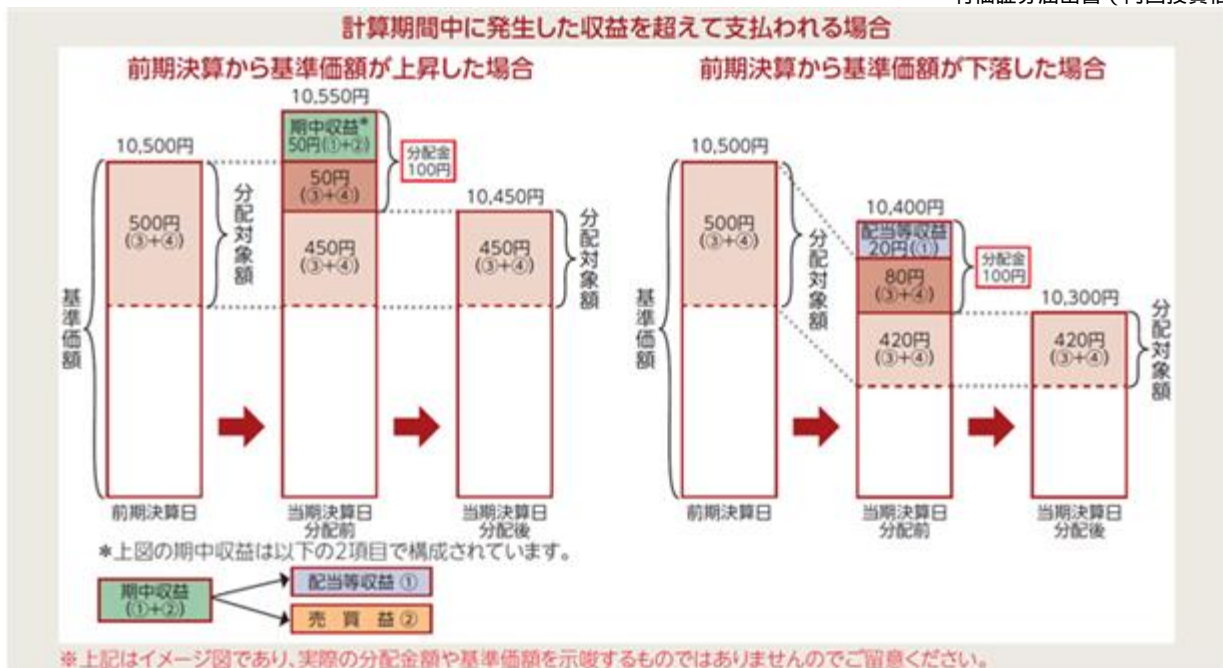 計算期間中に発生した収益を超えて支払われる場合
前期決算から基準価額が上昇した場合
10,500円
10,550円
期中収益*
50円(①+②)
分配金
100円
50円
(③+④)
10,450円
500円
(③+④)
分配対象額
450円
(③+④)
450円
(③+④)
分配対象額
基準価額
前期決算日
当期決算日
分配前
当期決算日
分配後
前期決算から基準価額が下落した場合
10,500円
10,400円
配当等収益
20円(①)
分配金
100円
80円
(③+④)
10,300円
500円
(③+④)
分配対象額
420円
(③+④)
420円
(③+④)
分配対象額
基準価額
前期決算日
当期決算日
分配前
当期決算日
分配後
*上図の期中収益は以下の2項目で構成されています。
期中収益
(①+②)
配当等収益 ①
売 買 益 ②
※上記はイメージ図であり、実際の分配金額や基準価額を示唆するものではありませんのでご留意ください。